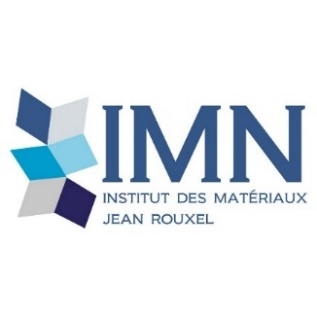 IMN
INSTITUT DES MATÉRIAUX
JEAN ROUXEL